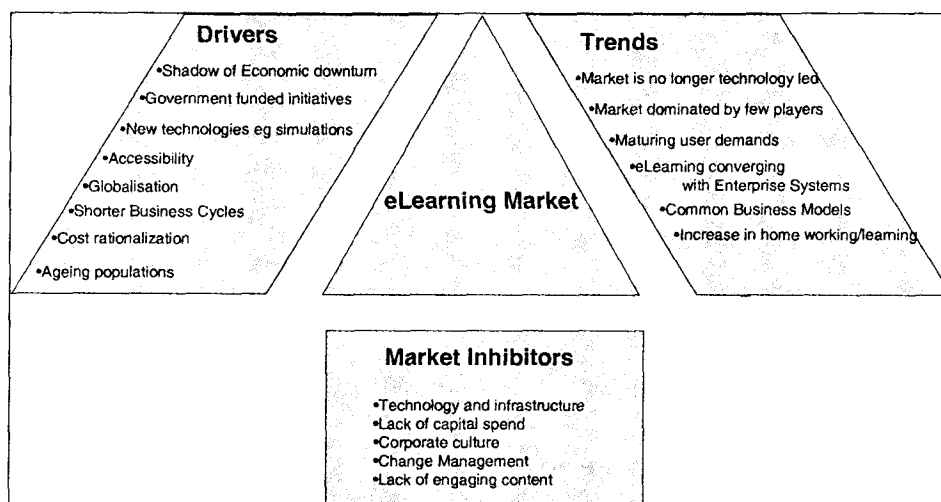 Drivers
•Shadow of Economic downturn
•Government funded initiatives
•New technologies eg simulations
•Accessibility
•Globalisation
•Shorter Business Cycles
•Cost rationalization
•Ageing populations
eLearning Market
Trends
•Market is no longer technology led
•Market dominated by few players
•Maturing user demands
•eLearning converging
with Enterprise Systems
•Common Business Models
•Increase in home working/learning
Market Inhibitors
•Technology and infrastructure
•Lack of capital spend
•Corporate culture
•Change Management
•Lack of engaging content